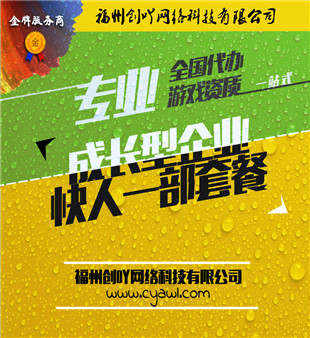 金牌服务商
福州创吖网络科技有限公司
金
专业
全国代办
游戏资质
一站式
成长型企业
快人一部套餐
福州创吖网络科技有限公司
www.cyawl.com